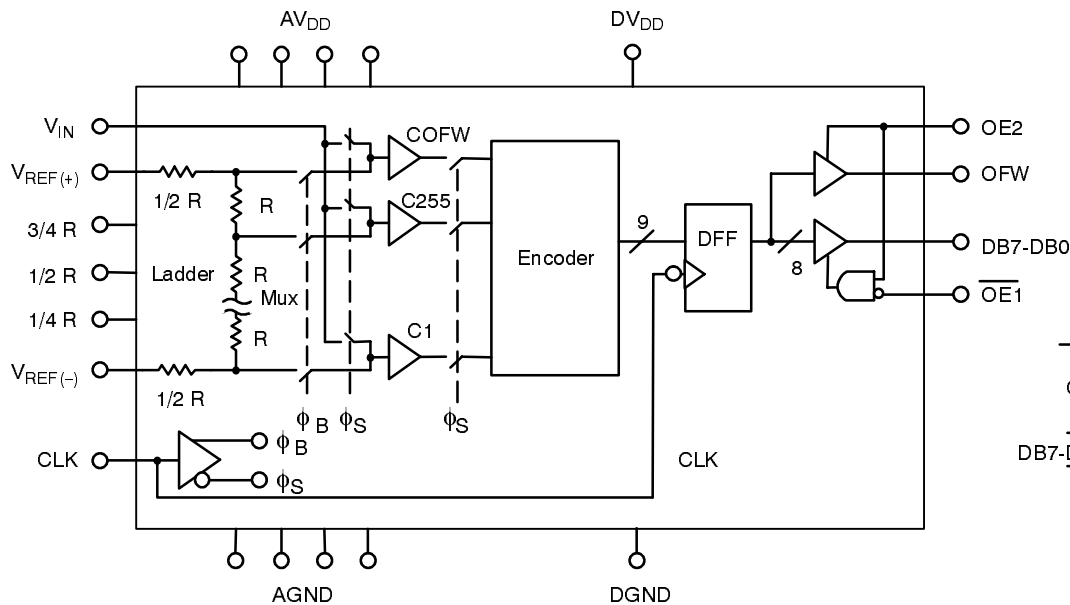 AVDD
DVDD
VIN
VREF(+)
3/4 R
1/2 R
1/4 R
VREF(–)
CLK
1/2 R
R
Ladder
R
Mux
R
1/2 R
COFW
C255
C1
ϕB
ϕS
ϕS
ϕB
ϕS
Encoder
9
DFF
8
CLK
OE2
OFW
DB7-DB0
OE1
DB7-
AGND
DGND